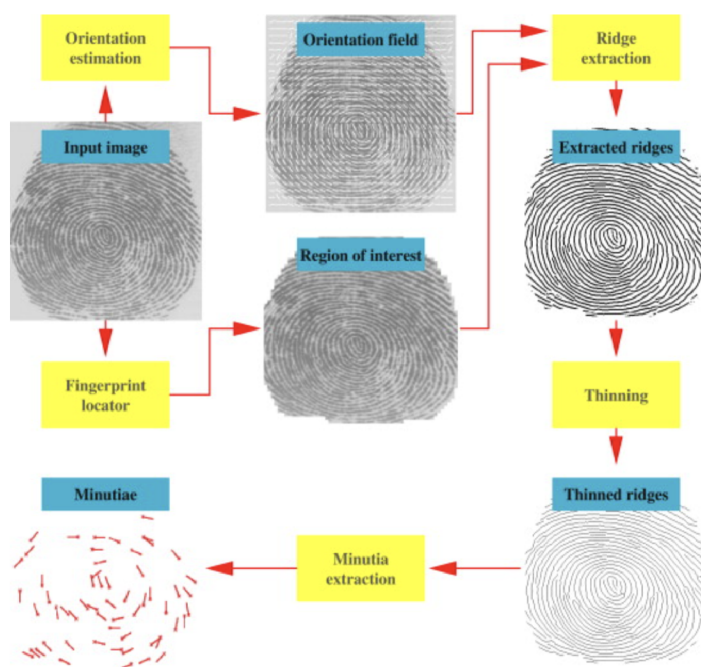 Orientation
estimation
Orientation field
Ridge
extraction
Input image
Extracted ridges
Region of interest
Fingerprint
locator
Thinning
Minutiae
Thinned ridges
Minutia
extraction